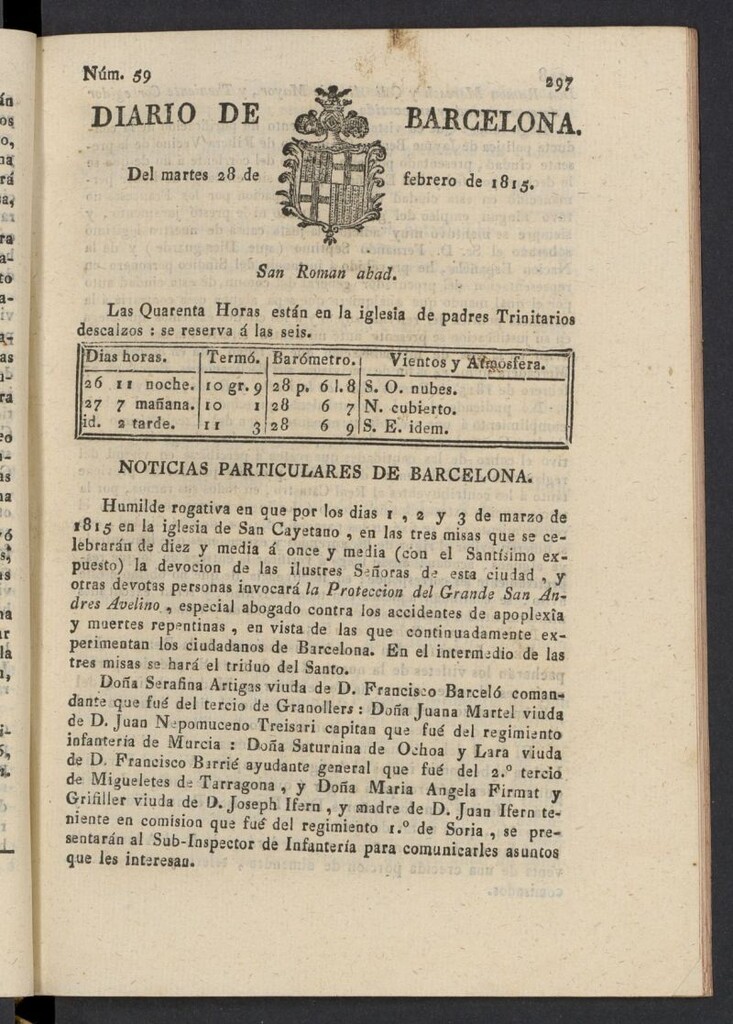 Núm. 59
297
DIARIO DE BARCELONA.
Del martes 28 de febrero de 1815.
San Roman abad.
Las Quarenta Horas están en la iglesia de padres Trinitarios
descalzos : se reserva á las seis.
Dias horas. Termó. Barómetro. Vientos y Atmosfera.
26 11 noche. 10 gr. 9 28 p. 6 l. 8 S. O. nubes.
27 7 mañana. 10 1 28 6 7 N. cubierto.
id. 2 tarde. 11 3 28 6 9 S. E. idem.
NOTICIAS PARTICULARES DE BARCELONA.
Humilde rogativa en que por los dias 1 , 2 y 3 de marzo de
1815 en la iglesia de San Cayetano , en las tres misas que se ce-
lebrarán de diez y media á once y media (con el Santísimo ex-
puesto) la devocion de las ilustres Señoras de esta ciudad , y
otras devotas personas invocará la Proteccion del Grande San An-
dres Avelino , especial abogado contra los accidentes de apoplexîa
y muertes repentinas , en vista de las que continuadamente ex-
perimentan los ciudadanos de Barcelona. En el intermedio de las
tres misas se hará el triduo del Santo.
Doña Serafina Artigas viuda de D. Francisco Barceló coman-
dante que fué del tercio de Granollers : Doña Juana Martel viuda
de D. Juan Nepomuceno Treisari capitan que fué del regimiento
infantería de Murcia : Doña Saturnina de Ochoa y Lara viuda
de D. Francisco Barrié ayudante general que fué del 2.º tercio
de Migueletes de Tarragona , y Doña Maria Angela Firmat y
Grifiller viuda de D. Joseph Ifern , y madre de D. Juan Ifern te-
niente en comision que fué del regimiento 1.º de Soria , se pre-
sentarán al Sub-Inspector de Infantería para comunicarles asuntos
que les interesan.